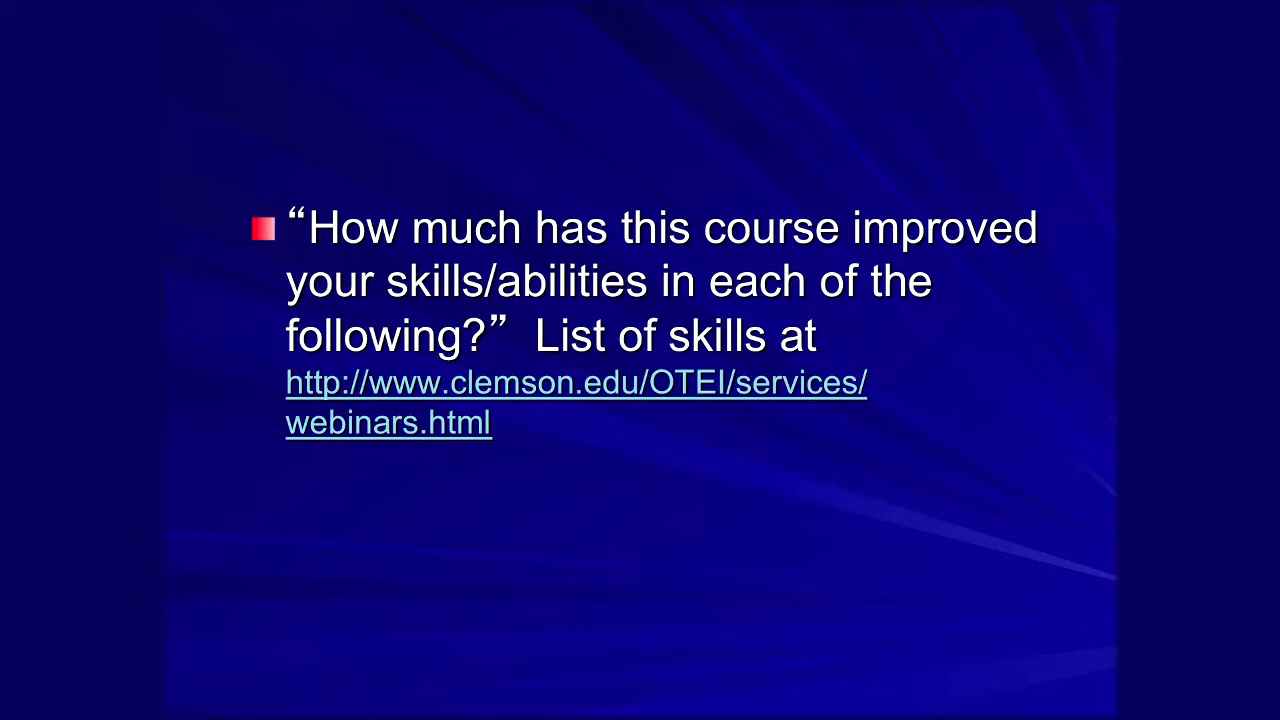 “How much has this course improved
your skills/abilities in each of the
following?” List of skills at
http://www.clemson.edu/OTEI/services/
webinars.html